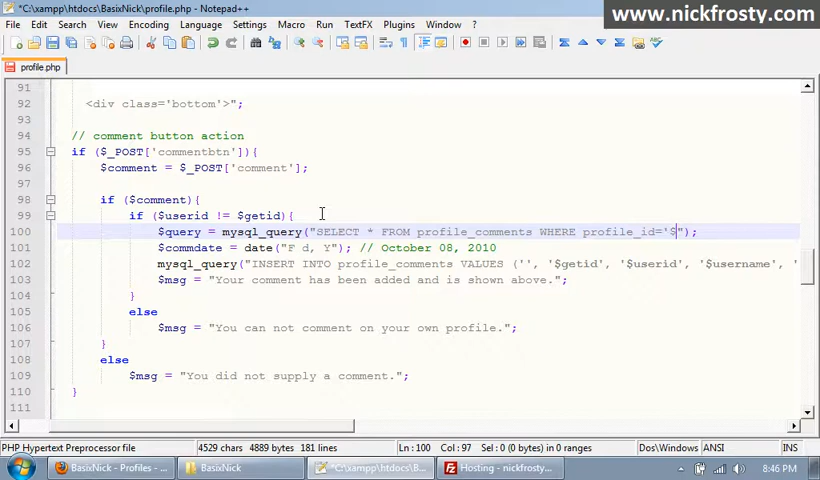 *C:\xampp\htdocs\BasixNick\profile.php - Notepad++
www.nickfrosty.com
File Edit Search View Encoding Language Settings Macro Run TextFX Plugins Window ?
profile.php
91
92 <div class='bottom'>";
93
94 // comment button action
95 if ($_POST['commentbtn']){
96 $comment = $_POST['comment'];
97
98 if ($comment){
99 if ($userid != $getid){
100 $query = mysql_query("SELECT * FROM profile_comments WHERE profile_id='$");
101 $commdate = date("F d, Y"); // October 08, 2010
102 mysql_query("INSERT INTO profile_comments VALUES ('', '$getid', '$userid', '$username', '
103 $msg = "Your comment has been added and is shown above.";
104 }
105 else
106 $msg = "You can not comment on your own profile.";
107 }
108 else
109 $msg = "You did not supply a comment.";
110 }
111
PHP Hypertext Preprocessor file 4529 chars 4889 bytes 181 lines Ln : 100 Col : 97 Sel : 0 (0 bytes) in 0 ranges Dos\Windows ANSI INS
BasixNick - Profiles - ... BasixNick *C:\xampp\htdocs\B... Hosting - nickfrosty.... 8:46 PM